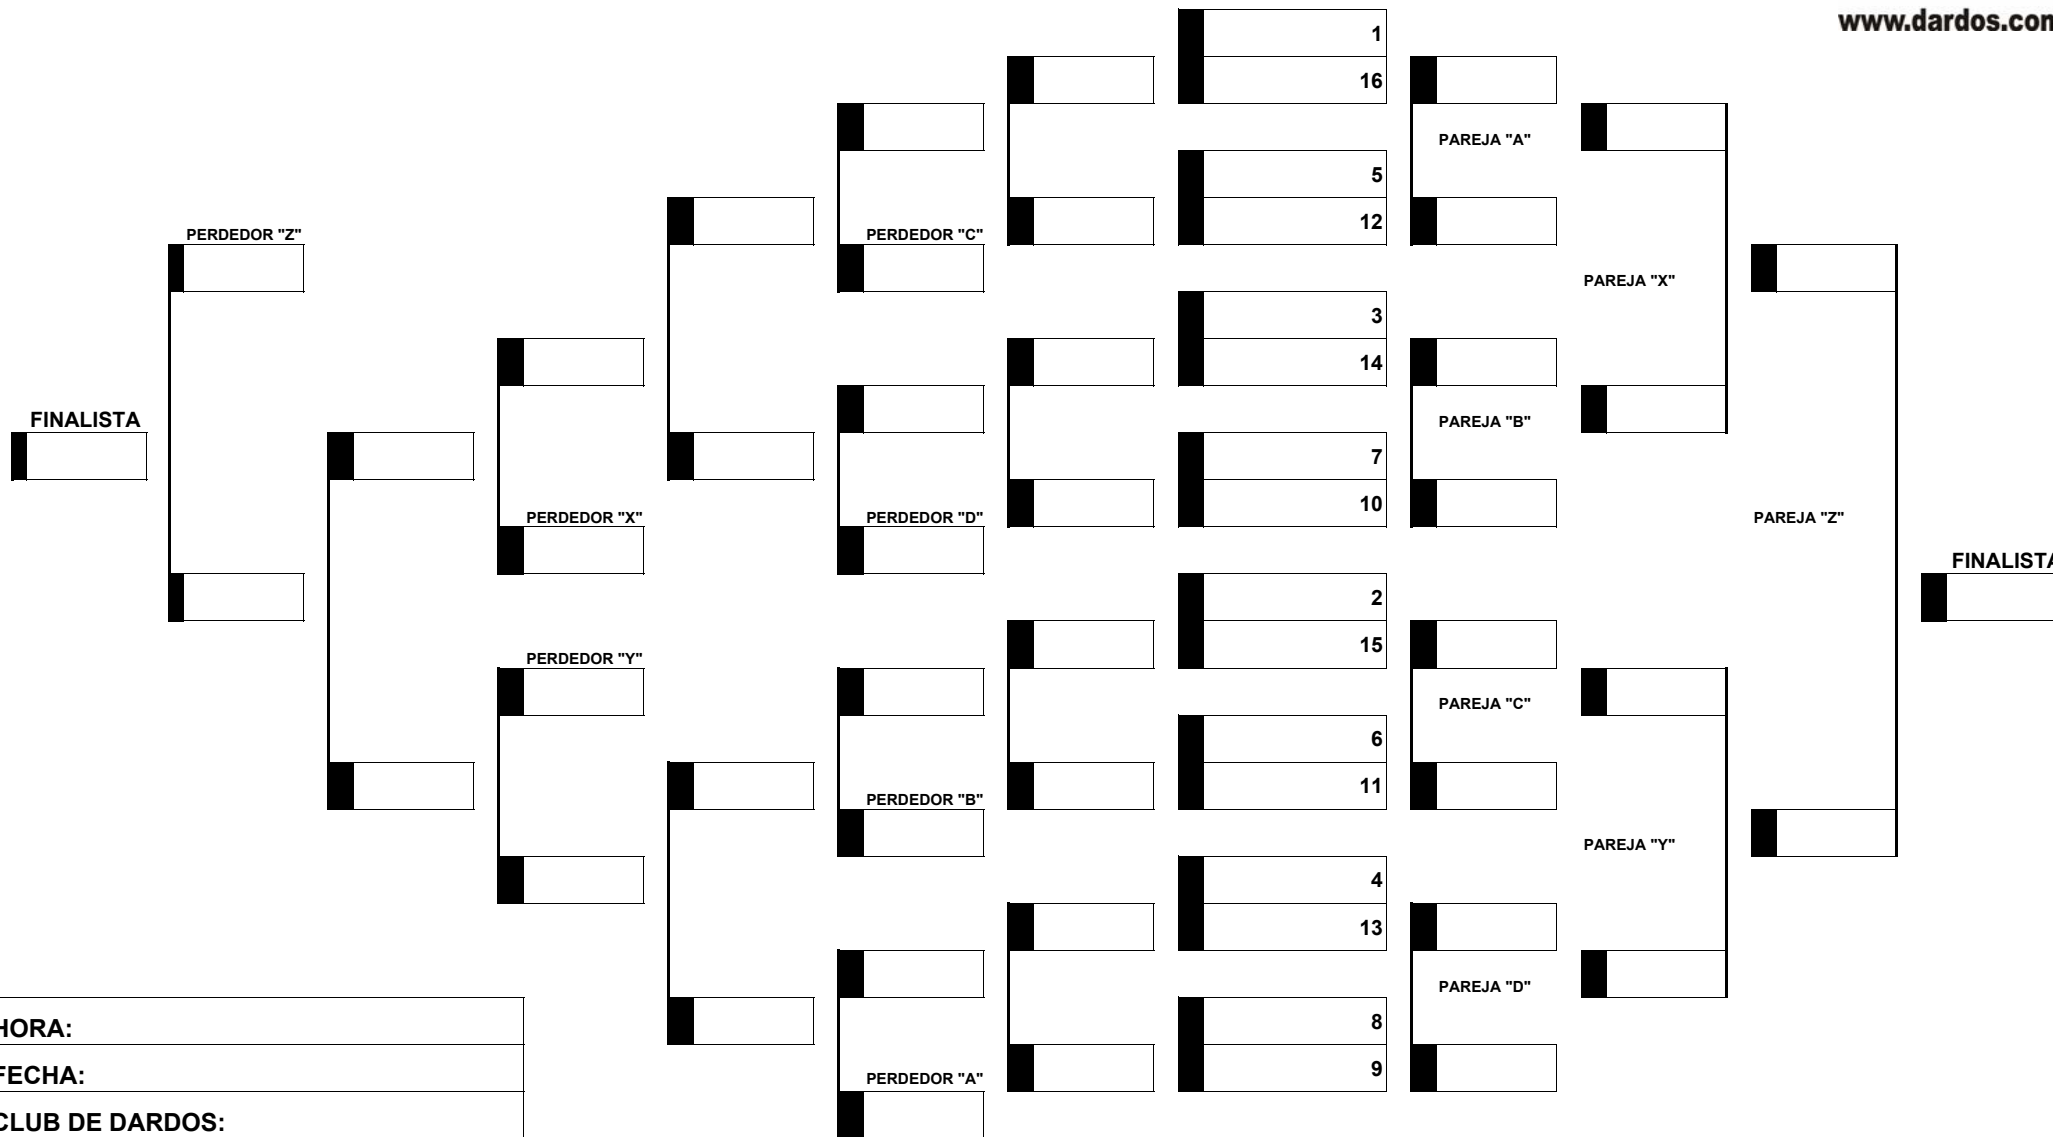 www.dardos.com
1
16
PAREJA "A"
5
12
PERDEDOR "Z"
PERDEDOR "C"
PAREJA "X"
3
14
FINALISTA
PAREJA "B"
7
10
PERDEDOR "X"
PERDEDOR "D"
PAREJA "Z"
FINALISTA
2
15
PERDEDOR "Y"
PAREJA "C"
6
11
PERDEDOR "B"
PAREJA "Y"
4
13
PAREJA "D"
HORA:
8
9
FECHA:
PERDEDOR "A"
CLUB DE DARDOS: